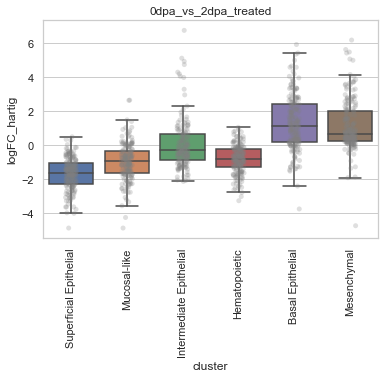 0dpa_vs_2dpa_treated
logFC_hartig
6
4
2
0
−2
−4
Superficial Epithelial
Mucosal-like
Intermediate Epithelial
Hematopoietic
Basal Epithelial
Mesenchymal
cluster